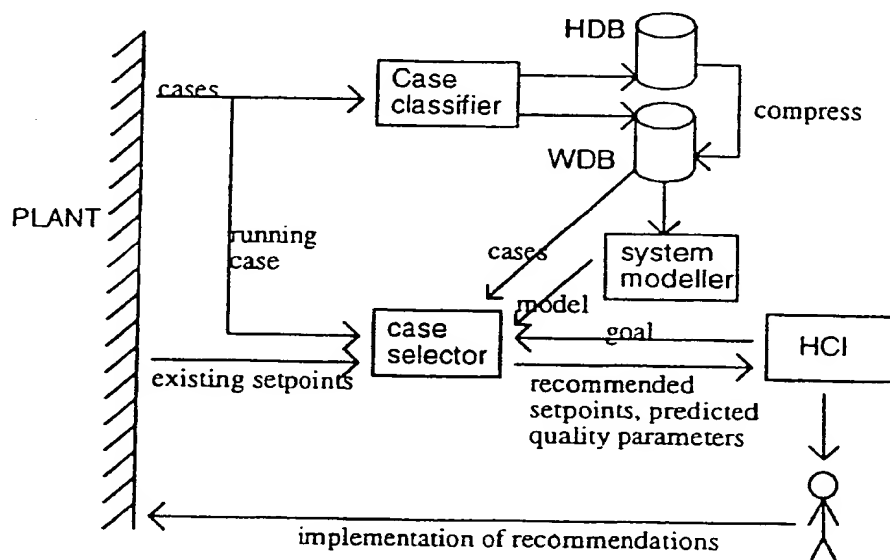 HDB
cases
Case
classifier
compress
WDB
PLANT
running
case
cases
system
modeller
model
case
selector
goal
HCI
existing setpoints
recommended
setpoints, predicted
quality parameters
implementation of recommendations